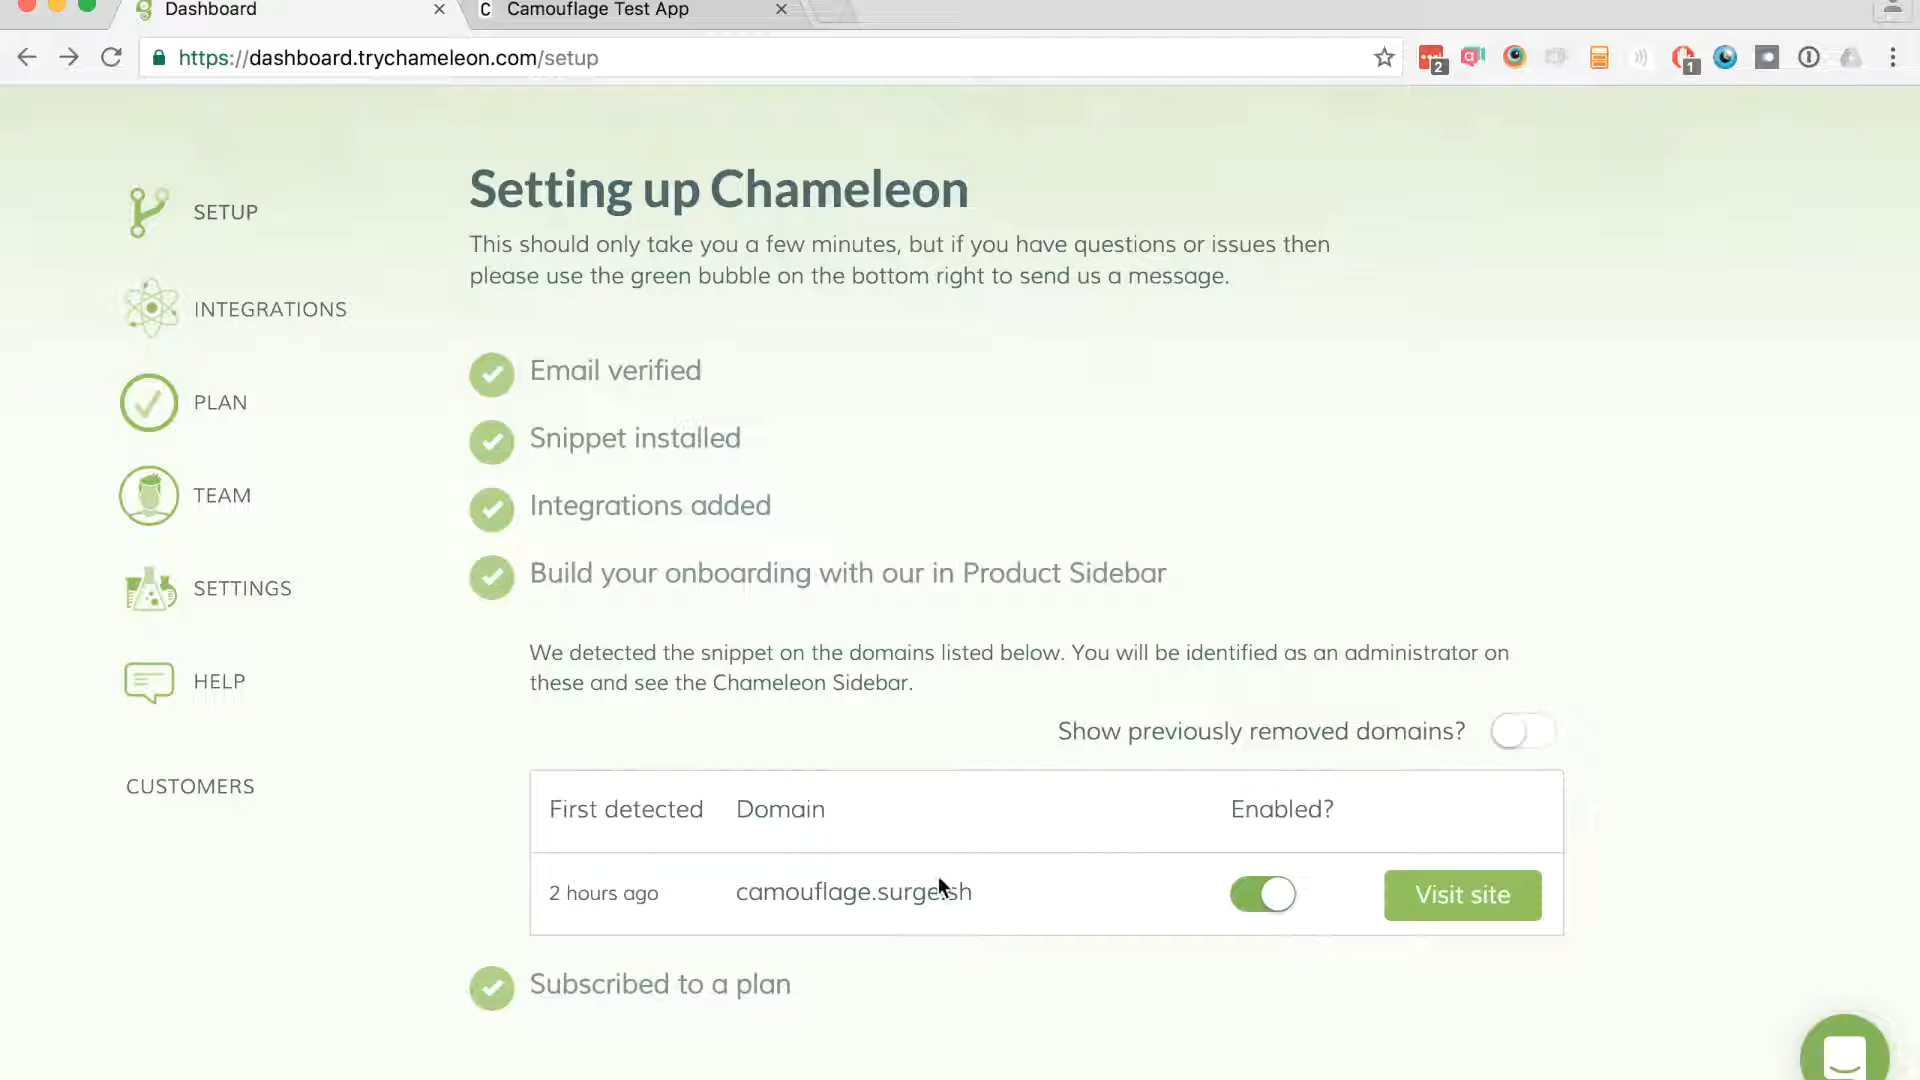 Dashboard
C Camouflage Test App
https://dashboard.trychameleon.com/setup
2
1
SETUP
INTEGRATIONS
PLAN
TEAM
SETTINGS
HELP
CUSTOMERS
Setting up Chameleon
This should only take you a few minutes, but if you have questions or issues then
please use the green bubble on the bottom right to send us a message.
Email verified
Snippet installed
Integrations added
Build your onboarding with our in Product Sidebar
We detected the snippet on the domains listed below. You will be identified as an administrator on
these and see the Chameleon Sidebar.
Show previously removed domains?
First detected Domain Enabled?
2 hours ago camouflage.surge.sh Visit site
Subscribed to a plan